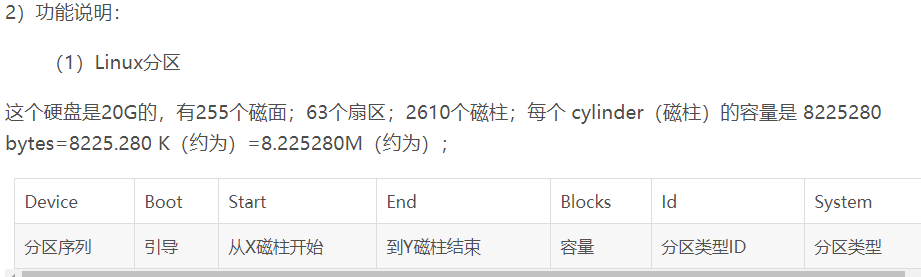 2）功能说明：
（1）Linux分区
这个硬盘是20G的，有255个磁面；63个扇区；2610个磁柱；每个 cylinder（磁柱）的容量是 8225280
bytes=8225.280 K（约为）=8.225280M（约为）；
Device Boot Start End Blocks Id System
分区序列 引导 从X磁柱开始 到Y磁柱结束 容量 分区类型ID 分区类型